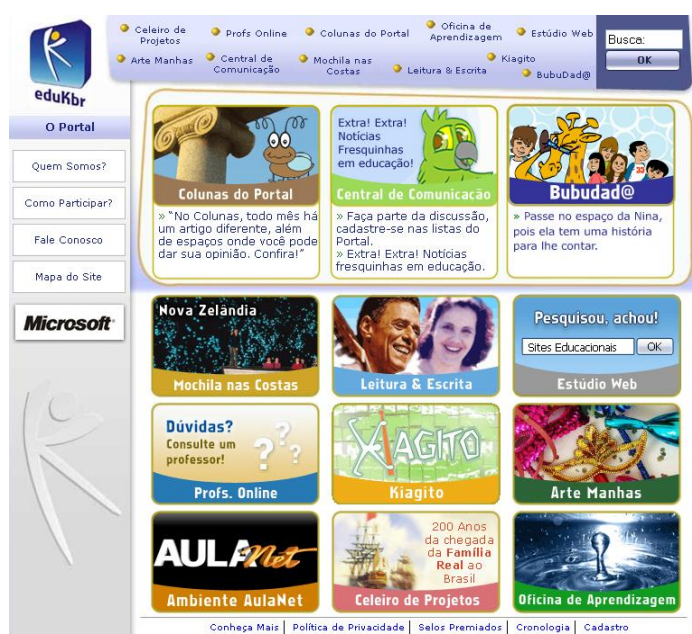 Celeiro de
Projetos
Profs Online
Colunas do Portal
Oficina de
Aprendizagem
Estúdio Web
Busca:
OK
Arte Manhas
Central de
Comunicação
Mochila nas
Costas
Leitura & Escrita
Kiagito
BubuDad@
eduKbr
O Portal
Quem Somos?
Como Participar?
Fale Conosco
Mapa do Site
Microsoft
Colunas do Portal
» "No Colunas, todo mês há
um artigo diferente, além
de espaços onde você pode
dar sua opinião. Confira!"
Extra! Extra!
Notícias
Fresquinhas
em educação!
Central de Comunicação
» Faça parte da discussão,
cadastre-se nas listas do
Portal.
» Extra! Extra! Notícias
fresquinhas em educação.
Bubudad@
» Passe no espaço da Nina,
pois ela tem uma história
para lhe contar.
Nova Zelândia
Mochila nas Costas
Leitura & Escrita
Pesquisou, achou!
Sites Educacionais OK
Estúdio Web
Dúvidas?
Consulte um
professor!
???
Profs. Online
KIAGITO
Kiagito
Arte Manhas
AULANet
Ambiente AulaNet
200 Anos
da chegada
da Família
Real ao
Brasil
Celeiro de Projetos
Oficina de Aprendizagem
Conheça Mais | Política de Privacidade | Selos Premiados | Cronologia | Cadastro